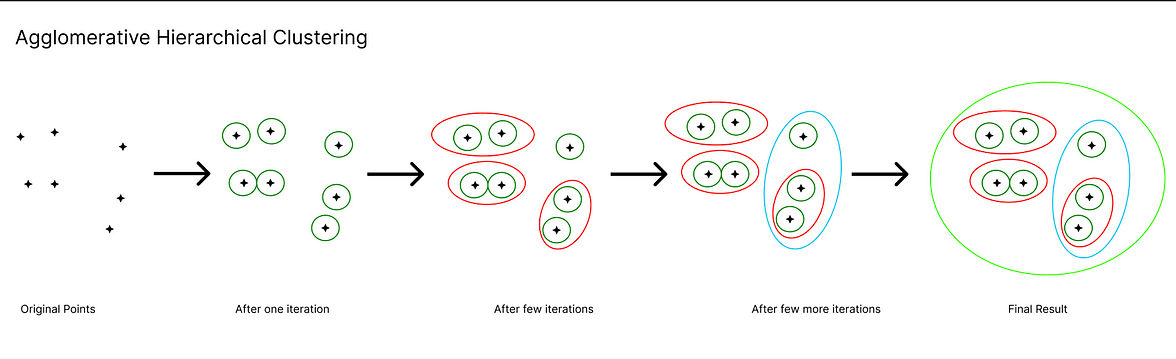 Agglomerative Hierarchical Clustering
Original Points
After one iteration
After few iterations
After few more iterations
Final Result